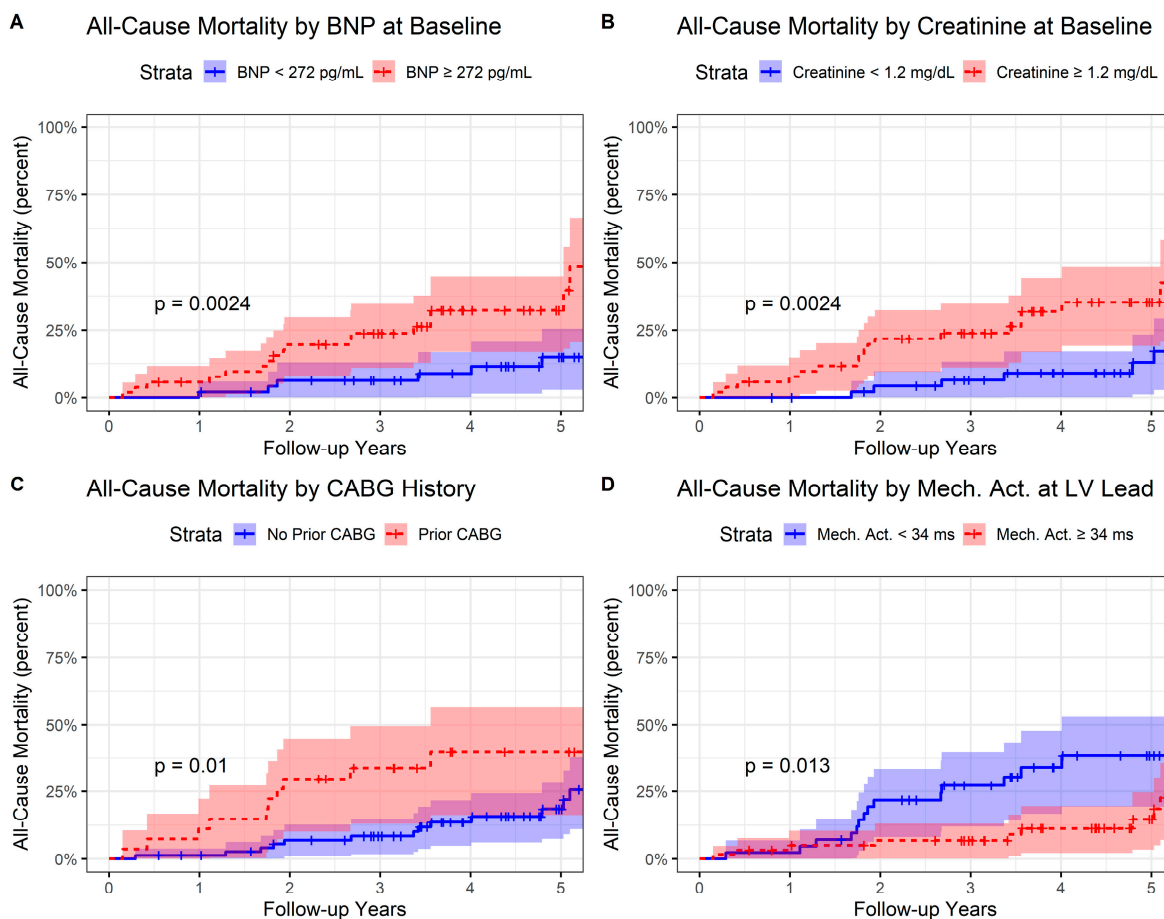 A All-Cause Mortality by BNP at Baseline
Strata BNP < 272 pg/mL BNP ≥ 272 pg/mL
All-Cause Mortality (percent)
100%
75%
50%
25%
0%
p = 0.0024
0 1 2 3 4 5
Follow-up Years
B All-Cause Mortality by Creatinine at Baseline
Strata Creatinine < 1.2 mg/dL Creatinine ≥ 1.2 mg/dL
All-Cause Mortality (percent)
100%
75%
50%
25%
0%
p = 0.0024
0 1 2 3 4 5
Follow-up Years
C All-Cause Mortality by CABG History
Strata No Prior CABG Prior CABG
All-Cause Mortality (percent)
100%
75%
50%
25%
0%
p = 0.01
0 1 2 3 4 5
Follow-up Years
D All-Cause Mortality by Mech. Act. at LV Lead
Strata Mech. Act. < 34 ms Mech. Act. ≥ 34 ms
All-Cause Mortality (percent)
100%
75%
50%
25%
0%
p = 0.013
0 1 2 3 4 5
Follow-up Years